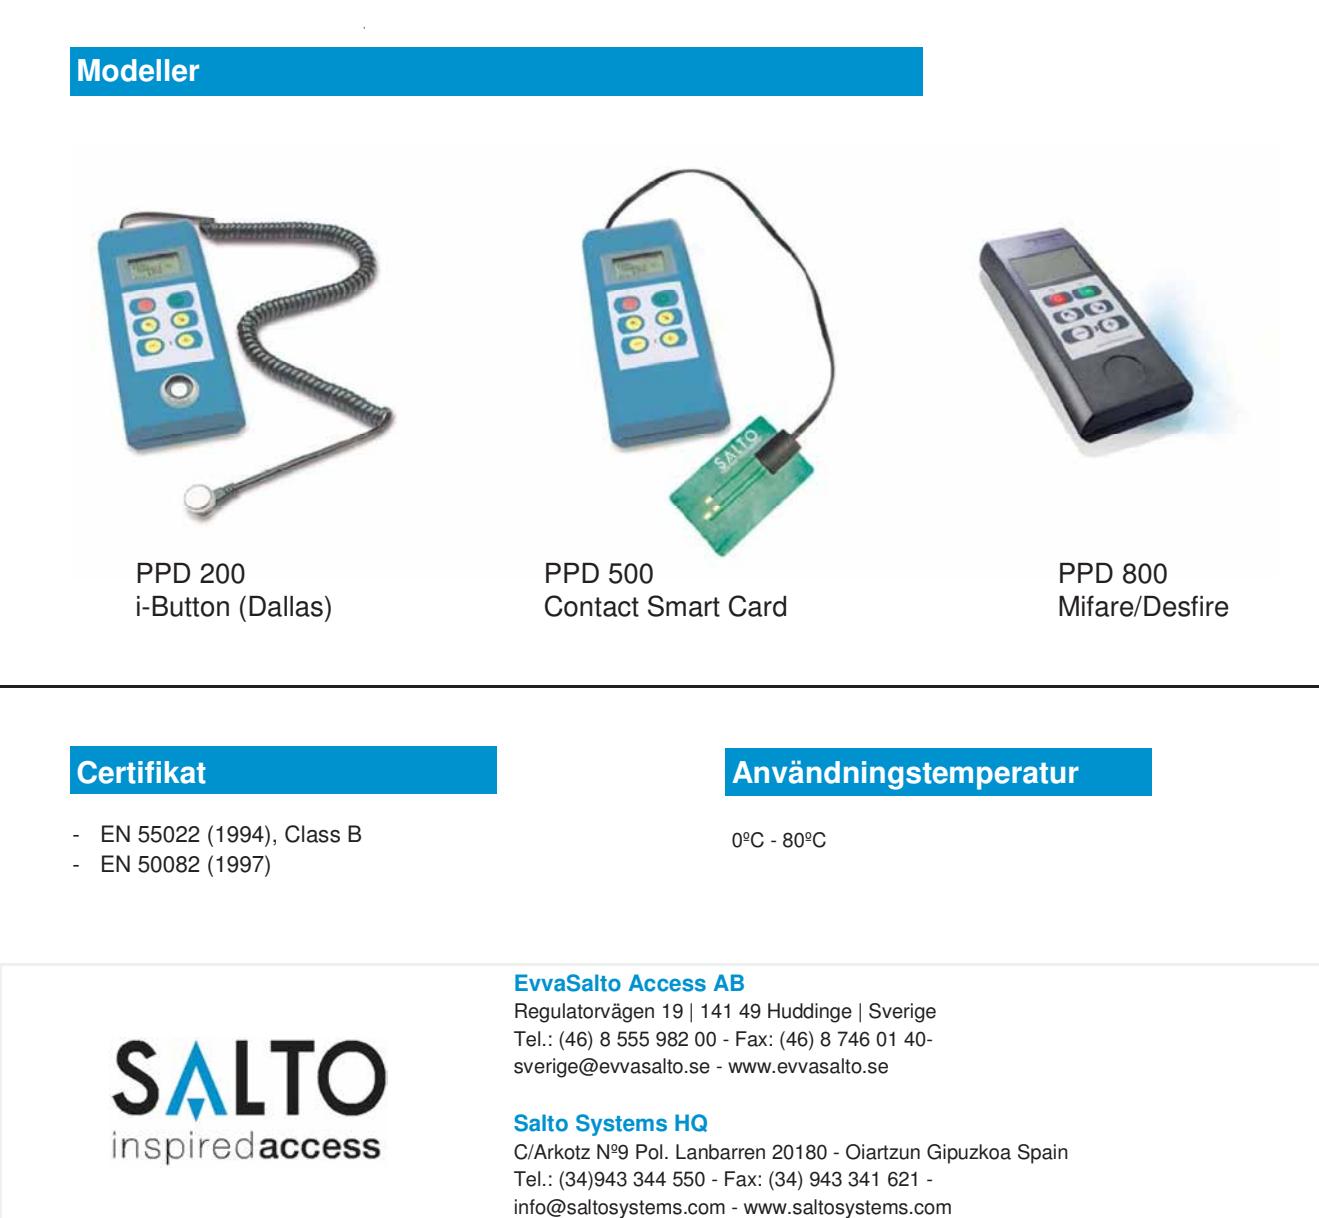 Modeller
SALTO
PPD 200
i-Button (Dallas)
PPD 500
Contact Smart Card
PPD 800
Mifare/Desfire
Certifikat
- EN 55022 (1994), Class B
- EN 50082 (1997)
Användningstemperatur
0ºC - 80ºC
SALTO
inspiredaccess
EvvaSalto Access AB
Regulatorvägen 19 | 141 49 Huddinge | Sverige
Tel.: (46) 8 555 982 00 - Fax: (46) 8 746 01 40-
sverige@evvasalto.se - www.evvasalto.se
Salto Systems HQ
C/Arkotz Nº9 Pol. Lanbarren 20180 - Oiartzun Gipuzkoa Spain
Tel.: (34)943 344 550 - Fax: (34) 943 341 621 -
info@saltosystems.com - www.saltosystems.com